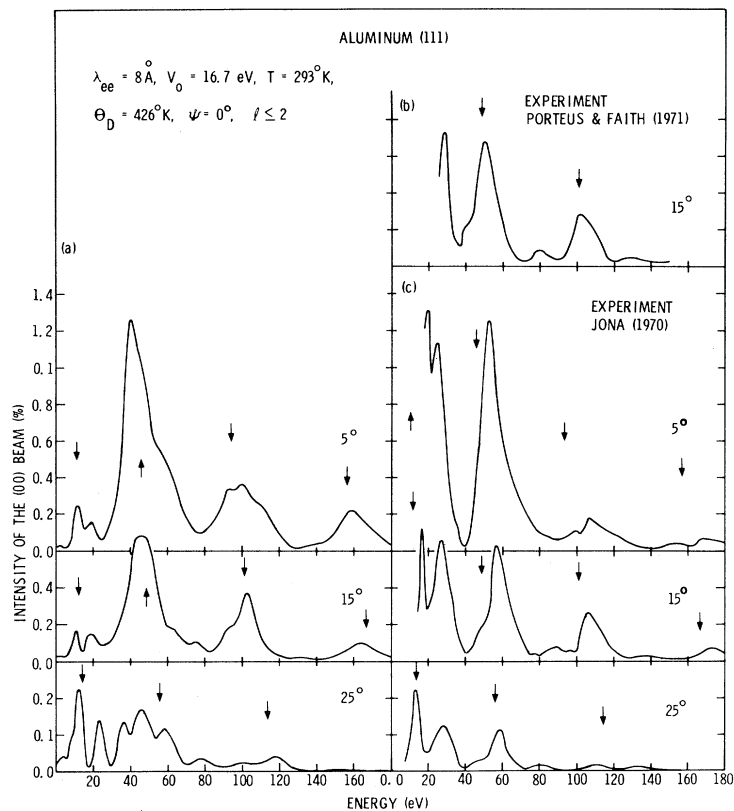 ALUMINUM (111)
λee = 8Å, Vo = 16.7 eV, T = 293°K,
ΘD = 426°K, Ψ = 0°, ℓ ≤ 2
(b)
EXPERIMENT
PORTEUS & FAITH (1971)
15°
(a)
(c)
EXPERIMENT
JONA (1970)
INTENSITY OF THE (00) BEAM (%)
1.4
1.2
1.0
0.8
0.6
0.4
0.2
0.0
5°
5°
0.4
0.2
0.0
15°
15°
0.2
0.1
0.0
25°
25°
20 40 60 80 100 120 140 160 180. 0 20 40 60 80 100 120 140 160 180
ENERGY (eV)